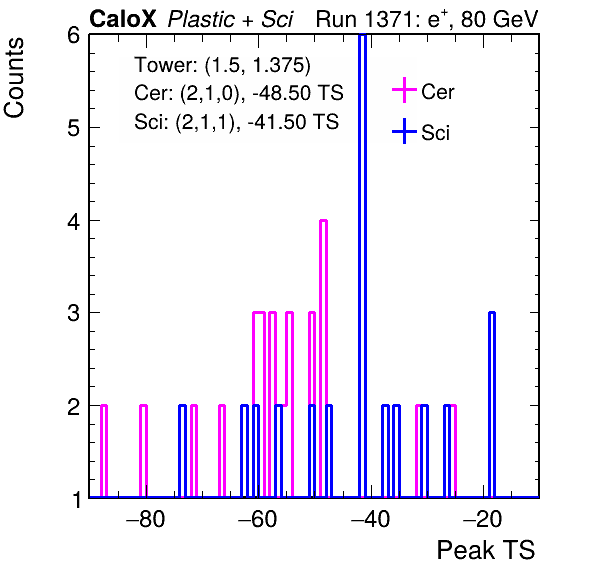 CaloX Plastic + Sci Run 1371: e+, 80 GeV
Counts
6
5
4
3
2
1
Tower: (1.5, 1.375)
Cer: (2,1,0), -48.50 TS
Sci: (2,1,1), -41.50 TS
Cer
Sci
−80 −60 −40 −20
Peak TS